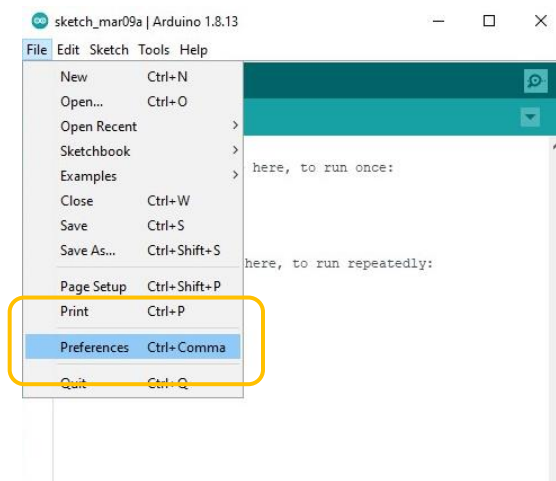 sketch_mar09a | Arduino 1.8.13
File Edit Sketch Tools Help
New Ctrl+N
Open... Ctrl+O
Open Recent
Sketchbook
Examples
here, to run once:
Close Ctrl+W
Save Ctrl+S
Save As... Ctrl+Shift+S
here, to run repeatedly:
Page Setup Ctrl+Shift+P
Print Ctrl+P
Preferences Ctrl+Comma
Quit Ctrl+Q